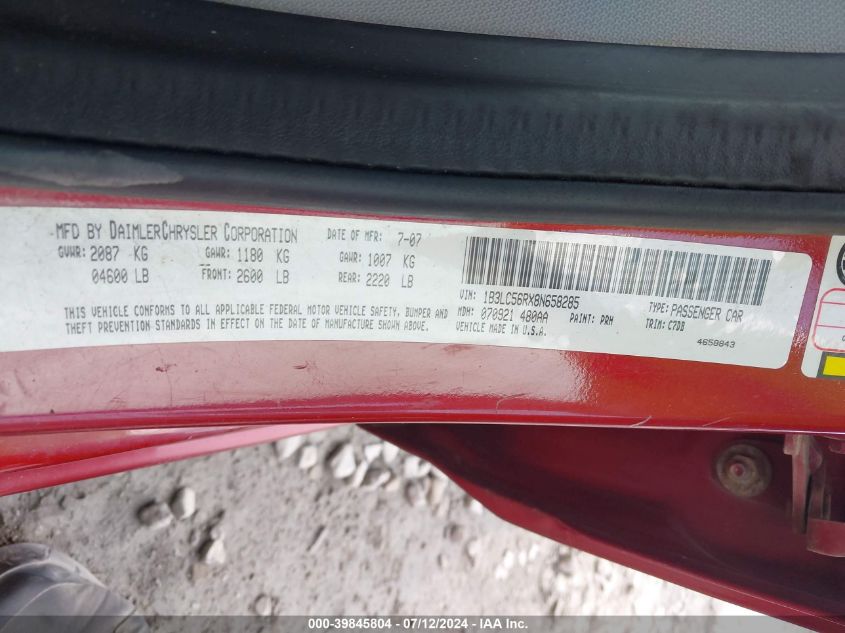 MFD BY DAIMLERCHRYSLER CORPORATION DATE OF MFR: 7-07
GVWR: 2087 KG GAWR: 1180 KG GAWR: 1007 KG
04600 LB FRONT: 2600 LB REAR: 2220 LB
THIS VEHICLE CONFORMS TO ALL APPLICABLE FEDERAL MOTOR VEHICLE SAFETY, BUMPER AND
THEFT PREVENTION STANDARDS IN EFFECT ON THE DATE OF MANUFACTURE SHOWN ABOVE.
VIN: 1B3LC56RX8N658285 TYPE: PASSENGER CAR
MDH: 070921 480AA PAINT: PRH TRIM: C7DB
VEHICLE MADE IN U.S.A. 4658843
000-39845804 - 07/12/2024 - IAA Inc.